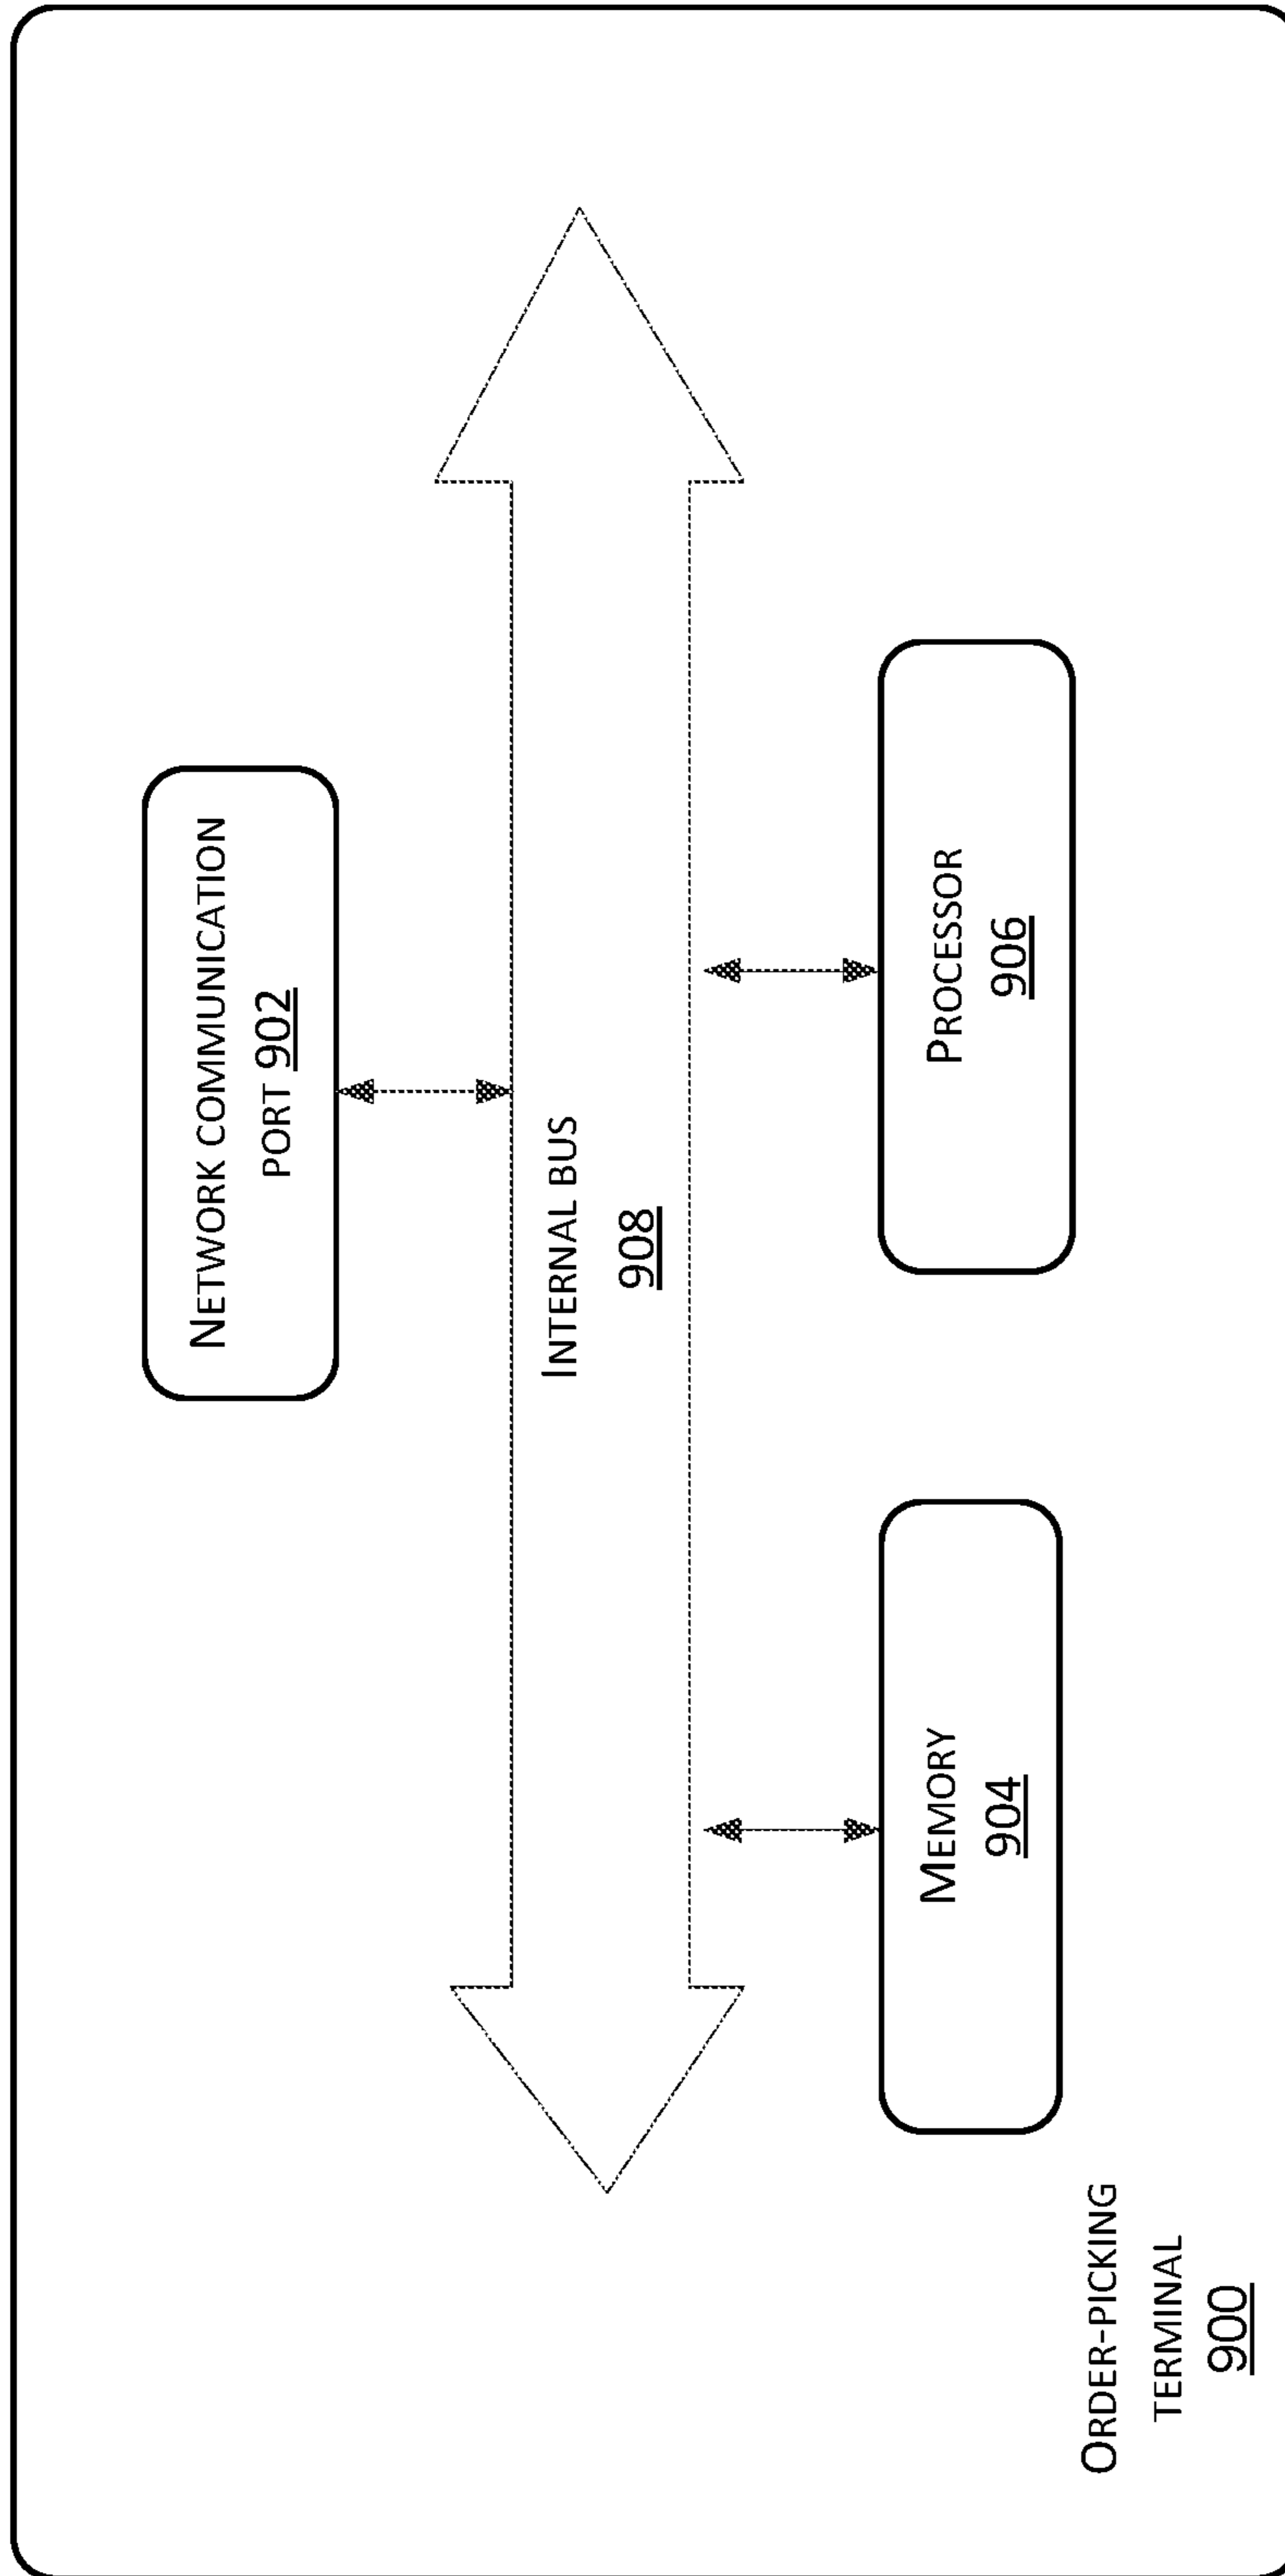 NETWORK COMMUNICATION
PORT 902
INTERNAL BUS
908
MEMORY
904
PROCESSOR
906
ORDER-PICKING
TERMINAL
900